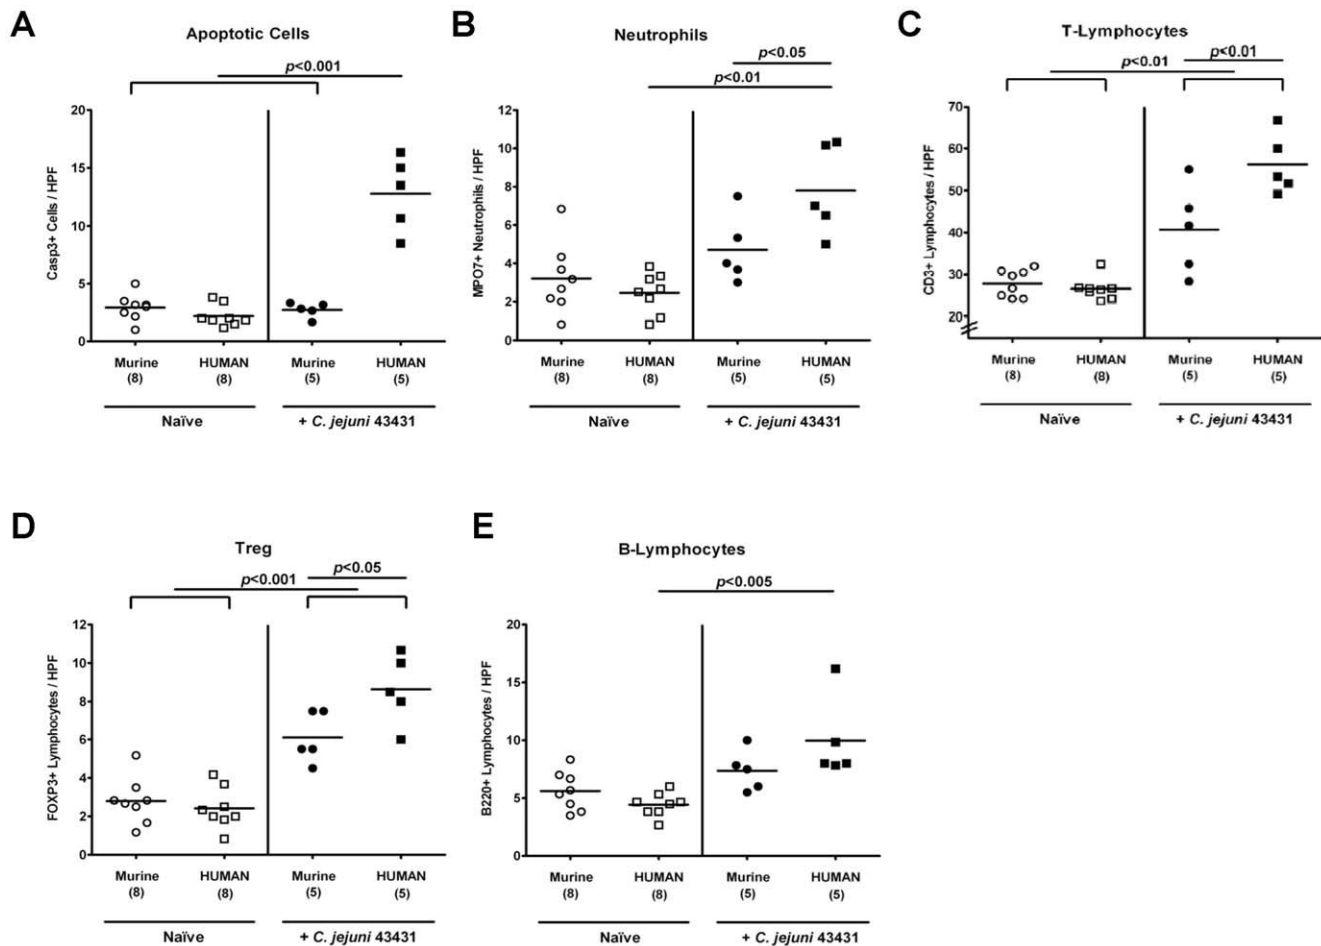 A
Apoptotic Cells
p<0.001
Casp3+ Cells / HPF
20
15
10
5
0
Murine HUMAN Murine HUMAN
(8) (8) (5) (5)
Naïve + C. jejuni 43431
B
Neutrophils
p<0.05
p<0.01
MPO7+ Neutrophils / HPF
12
10
8
6
4
2
0
Murine HUMAN Murine HUMAN
(8) (8) (5) (5)
Naïve + C. jejuni 43431
C
T-Lymphocytes
p<0.01 p<0.01
CD3+ Lymphocytes / HPF
70
60
50
40
30
20
Murine HUMAN Murine HUMAN
(8) (8) (5) (5)
Naïve + C. jejuni 43431
D
Treg
p<0.05
p<0.001
FOXP3+ Lymphocytes / HPF
12
10
8
6
4
2
0
Murine HUMAN Murine HUMAN
(8) (8) (5) (5)
Naïve + C. jejuni 43431
E
B-Lymphocytes
p<0.005
B220+ Lymphocytes / HPF
20
15
10
5
0
Murine HUMAN Murine HUMAN
(8) (8) (5) (5)
Naïve + C. jejuni 43431